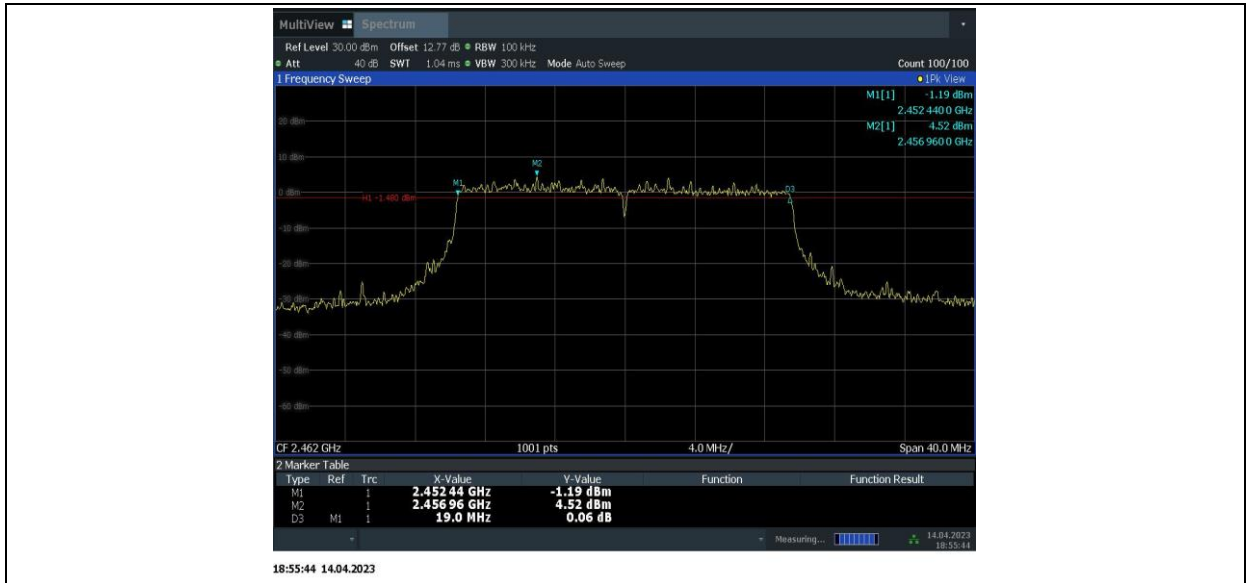 MultiView Spectrum
Ref Level 30.00 dBm Offset 12.77 dB RBW 100 kHz
Att 40 dB SWT 1.04 ms VBW 300 kHz Mode Auto Sweep Count 100/100
1 Frequency Sweep 1Pk View
M1[1] -1.19 dBm
2.452 440 0 GHz
20 dBm
M2[1] 4.52 dBm
2.456 960 0 GHz
10 dBm
M2
M1
D3
0 dBm
H1 -1.480 dBm
-10 dBm
-20 dBm
-30 dBm
-40 dBm
-50 dBm
-60 dBm
CF 2.462 GHz 1001 pts 4.0 MHz/ Span 40.0 MHz
2 Marker Table
Type Ref Trc X-Value Y-Value Function Function Result
M1 1 2.452 44 GHz -1.19 dBm
M2 1 2.456 96 GHz 4.52 dBm
D3 M1 1 19.0 MHz 0.06 dB
Measuring... 14.04.2023
18:55:44
18:55:44 14.04.2023